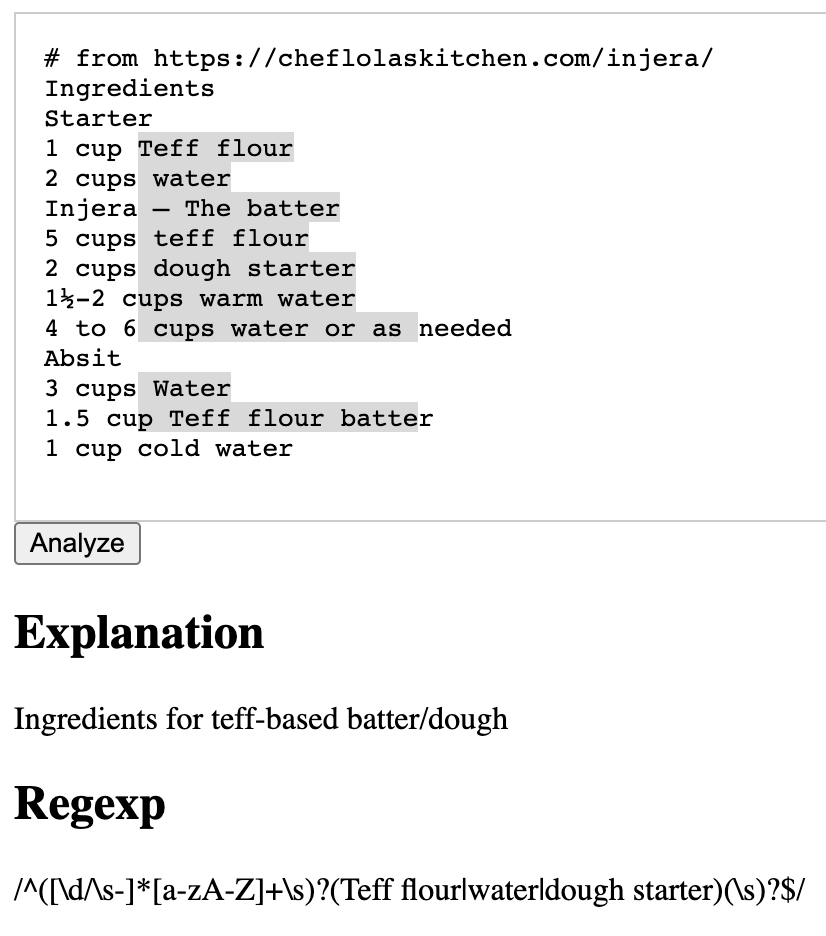 # from https://cheflolaskitchen.com/injera/
Ingredients
Starter
1 cup Teff flour
2 cups water
Injera – The batter
5 cups teff flour
2 cups dough starter
1½-2 cups warm water
4 to 6 cups water or as needed
Absit
3 cups Water
1.5 cup Teff flour batter
1 cup cold water
Analyze
Explanation
Ingredients for teff-based batter/dough
Regexp
/^([\d/\s-]*[a-zA-Z]+\s)?(Teff flour|water|dough starter)(\s)?$/